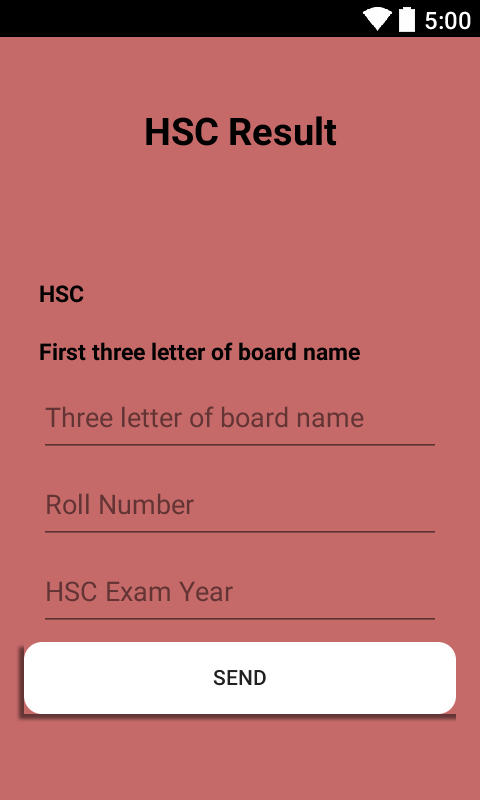 5:00
HSC Result
HSC
First three letter of board name
Three letter of board name
Roll Number
HSC Exam Year
SEND